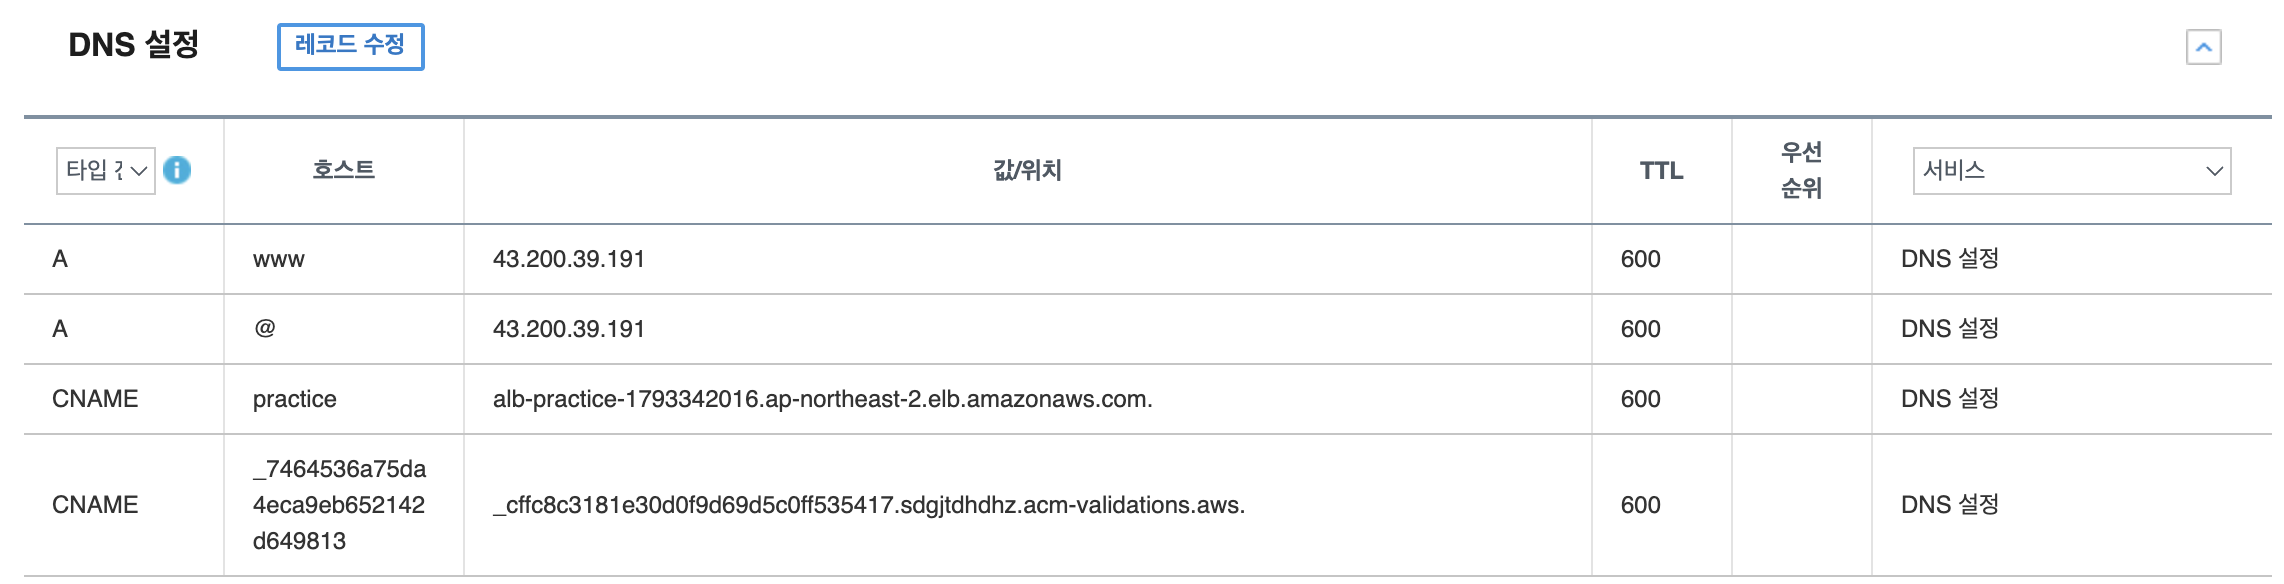 DNS 설정
레코드 수정
타입
호스트
값/위치
TTL
우선
순위
서비스
A
www
43.200.39.191
600
DNS 설정
A
@
43.200.39.191
600
DNS 설정
CNAME
practice
alb-practice-1793342016.ap-northeast-2.elb.amazonaws.com.
600
DNS 설정
CNAME
_7464536a75da
4eca9eb652142
d649813
_cffc8c3181e30d0f9d69d5c0ff535417.sdgjtdhdhz.acm-validations.aws.
600
DNS 설정